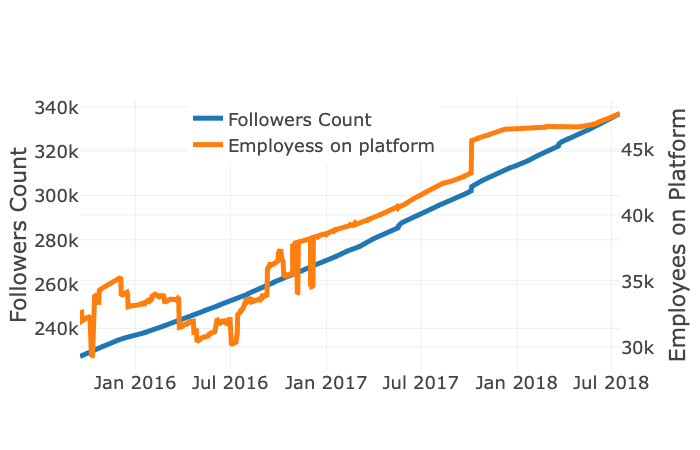 Followers Count
340k
320k
300k
280k
260k
240k
Followers Count
Employess on platform
45k
40k
35k
30k
Employees on Platform
Jan 2016 Jul 2016 Jan 2017 Jul 2017 Jan 2018 Jul 2018